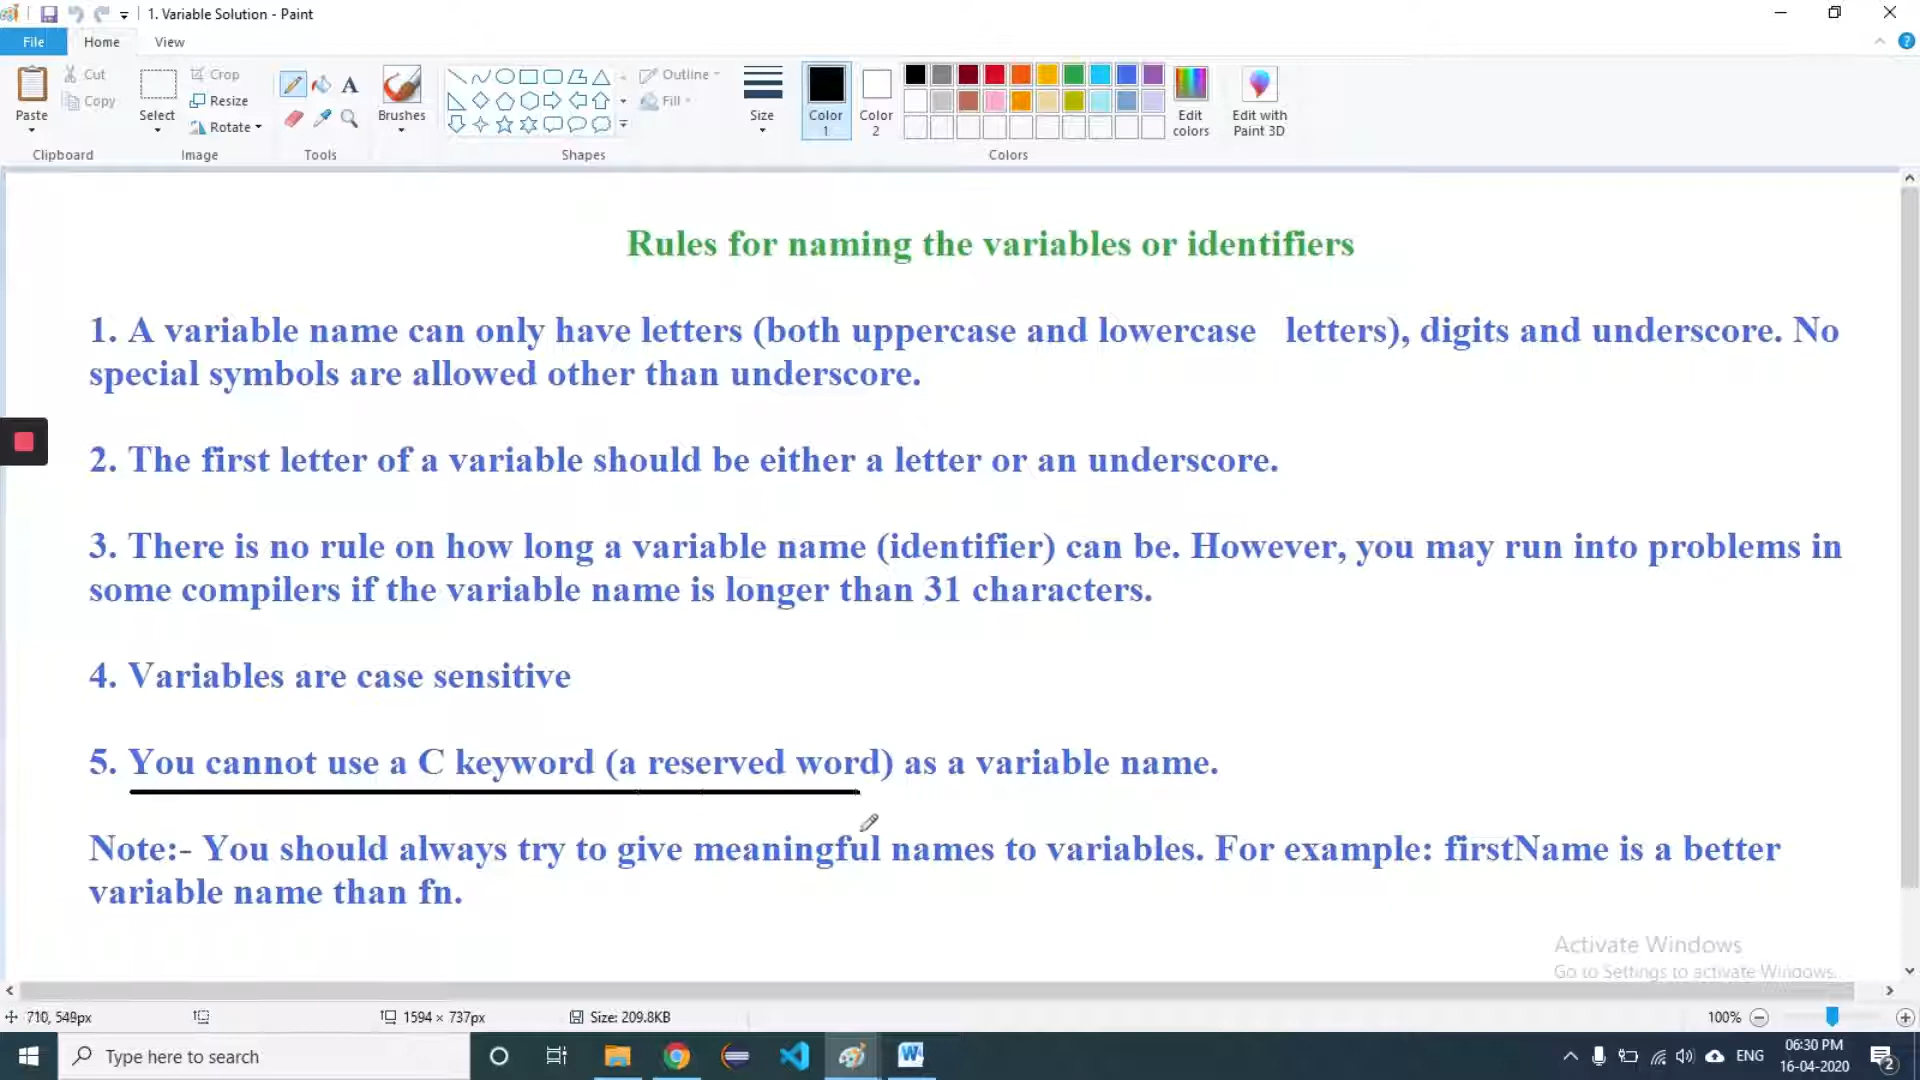 1. Variable Solution - Paint
File Home View
Paste
Cut
Copy
Clipboard
Select
Crop
Resize
Rotate
Image
Tools
Brushes
Shapes
Outline
Fill
Size
Color 1
Color 2
Colors
Edit colors
Edit with Paint 3D
Rules for naming the variables or identifiers
1. A variable name can only have letters (both uppercase and lowercase letters), digits and underscore. No
special symbols are allowed other than underscore.
2. The first letter of a variable should be either a letter or an underscore.
3. There is no rule on how long a variable name (identifier) can be. However, you may run into problems in
some compilers if the variable name is longer than 31 characters.
4. Variables are case sensitive
5. You cannot use a C keyword (a reserved word) as a variable name.
Note:- You should always try to give meaningful names to variables. For example: firstName is a better
variable name than fn.
Activate Windows
Go to Settings to activate Windows.
710, 549px 1594 × 737px Size: 209.8KB 100%
Type here to search
ENG
06:30 PM
16-04-2020
2